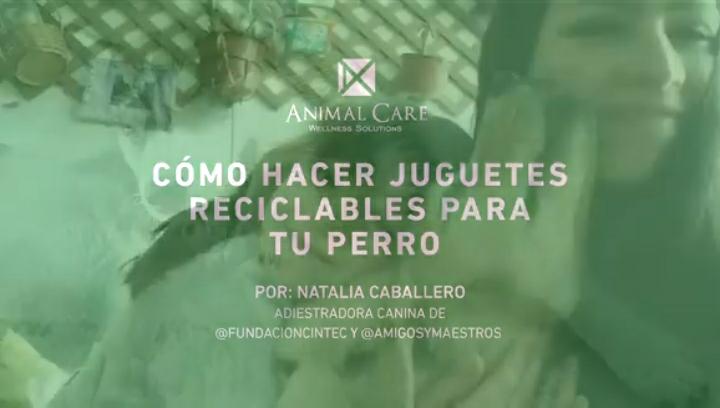 ANIMAL CARE
WELLNESS SOLUTIONS
CÓMO HACER JUGUETES
RECICLABLES PARA
TU PERRO
POR: NATALIA CABALLERO
ADIESTRADORA CANINA DE
@FUNDACIONCINTEC Y @AMIGOSYMAESTROS